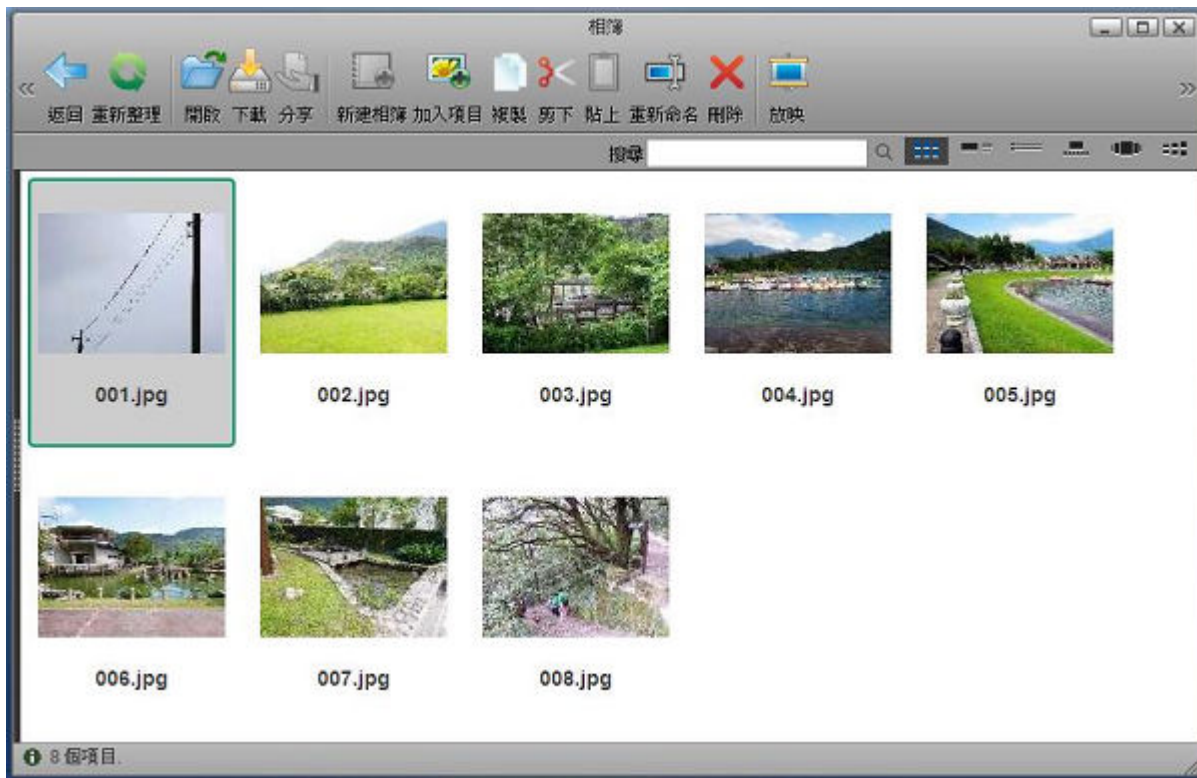 相簿
返回 重新整理 開啟 下載 分享 新建相簿 加入項目 複製 剪下 貼上 重新命名 刪除 放映
搜尋
001.jpg 002.jpg 003.jpg 004.jpg 005.jpg
006.jpg 007.jpg 008.jpg
8 個項目.